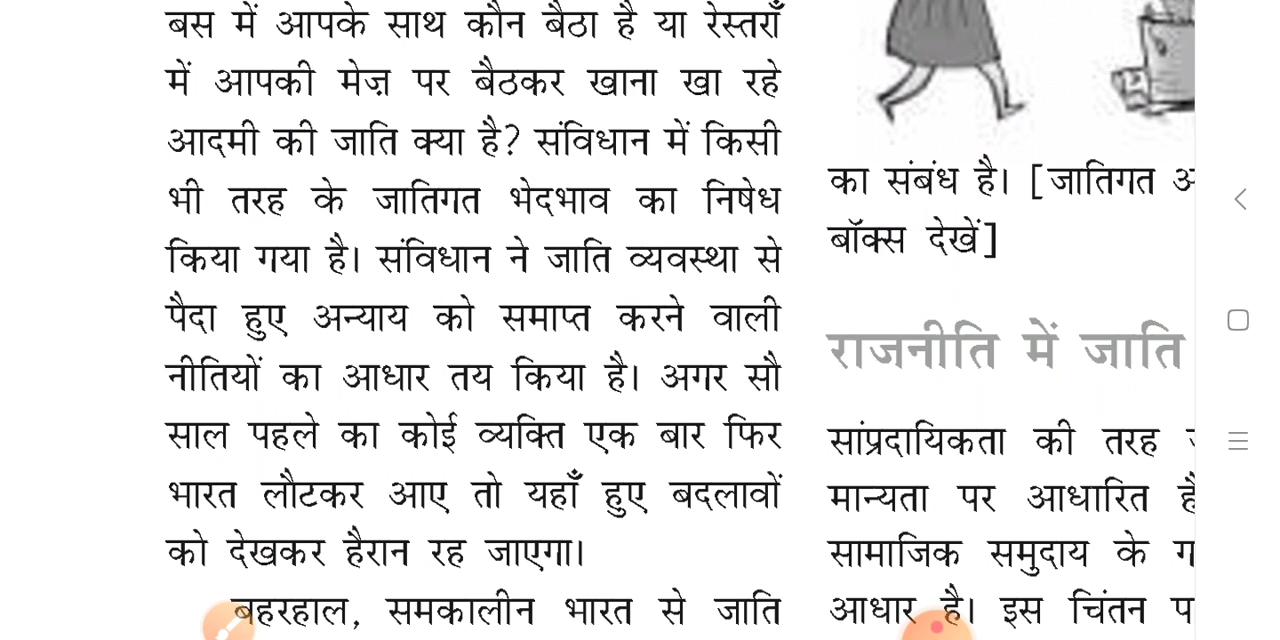 बस में आपके साथ कौन बैठा है या रेस्तराँ
में आपकी मेज़ पर बैठकर खाना खा रहे
आदमी की जाति क्या है? संविधान में किसी
भी तरह के जातिगत भेदभाव का निषेध
किया गया है। संविधान ने जाति व्यवस्था से
पैदा हुए अन्याय को समाप्त करने वाली
नीतियों का आधार तय किया है। अगर सौ
साल पहले का कोई व्यक्ति एक बार फिर
भारत लौटकर आए तो यहाँ हुए बदलावों
को देखकर हैरान रह जाएगा।
बहरहाल, समकालीन भारत से जाति
का संबंध है। [जातिगत
बॉक्स देखें]
राजनीति में जाति
सांप्रदायिकता की तरह
मान्यता पर आधारित
सामाजिक समुदाय के
आधार है। इस चिंतन